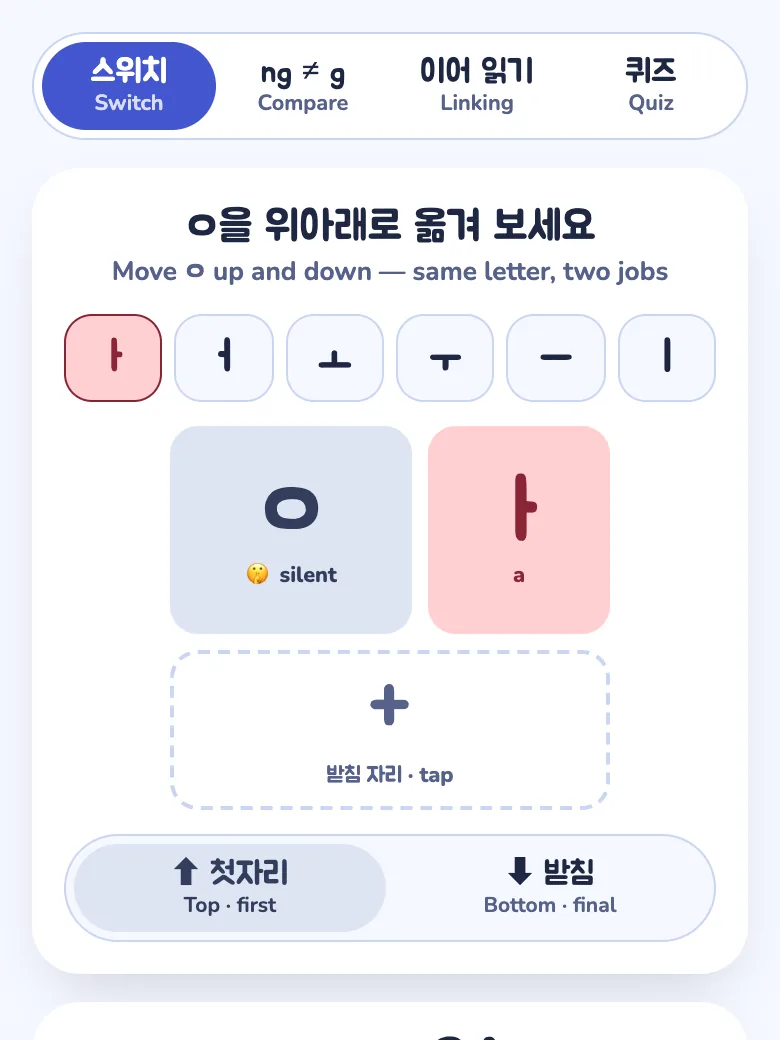 스위치
Switch
ng ≠ g
Compare
이어 읽기
Linking
퀴즈
Quiz
ㅇ을 위아래로 옮겨 보세요
Move ㅇ up and down — same letter, two jobs
ㅏ ㅓ ㅗ ㅜ ㅡ ㅣ
ㅇ
🤫 silent
ㅏ
a
+
받침 자리 · tap
⬆ 첫자리
Top · first
⬇ 받침
Bottom · final